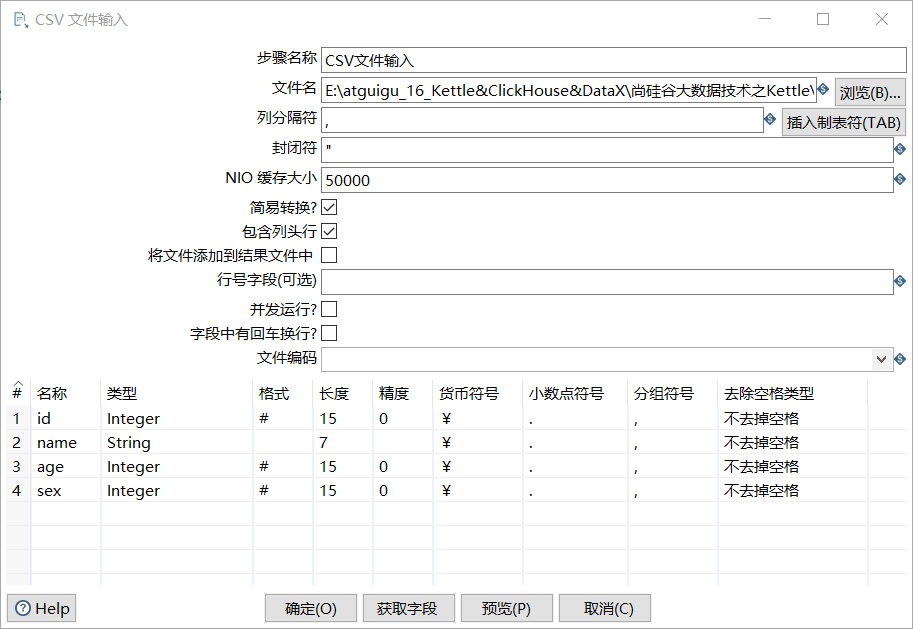 CSV 文件输入
步骤名称 CSV文件输入
文件名 E:\atguigu_16_Kettle&ClickHouse&DataX\尚硅谷大数据技术之Kettle\ 浏览(B)...
列分隔符 , 插入制表符(TAB)
封闭符 "
NIO 缓存大小 50000
简易转换?
包含列头行
将文件添加到结果文件中
行号字段(可选)
并发运行?
字段中有回车换行?
文件编码
# 名称 类型 格式 长度 精度 货币符号 小数点符号 分组符号 去除空格类型
1 id Integer # 15 0 ¥ . , 不去掉空格
2 name String 7 ¥ . , 不去掉空格
3 age Integer # 15 0 ¥ . , 不去掉空格
4 sex Integer # 15 0 ¥ . , 不去掉空格
Help 确定(O) 获取字段 预览(P) 取消(C)